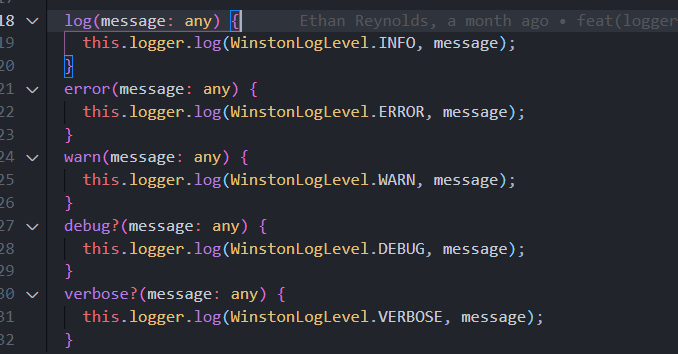 18 log(message: any) { Ethan Reynolds, a month ago • feat(logger
19 this.logger.log(WinstonLogLevel.INFO, message);
20 }
21 error(message: any) {
22 this.logger.log(WinstonLogLevel.ERROR, message);
23 }
24 warn(message: any) {
25 this.logger.log(WinstonLogLevel.WARN, message);
26 }
27 debug?(message: any) {
28 this.logger.log(WinstonLogLevel.DEBUG, message);
29 }
30 verbose?(message: any) {
31 this.logger.log(WinstonLogLevel.VERBOSE, message);
32 }